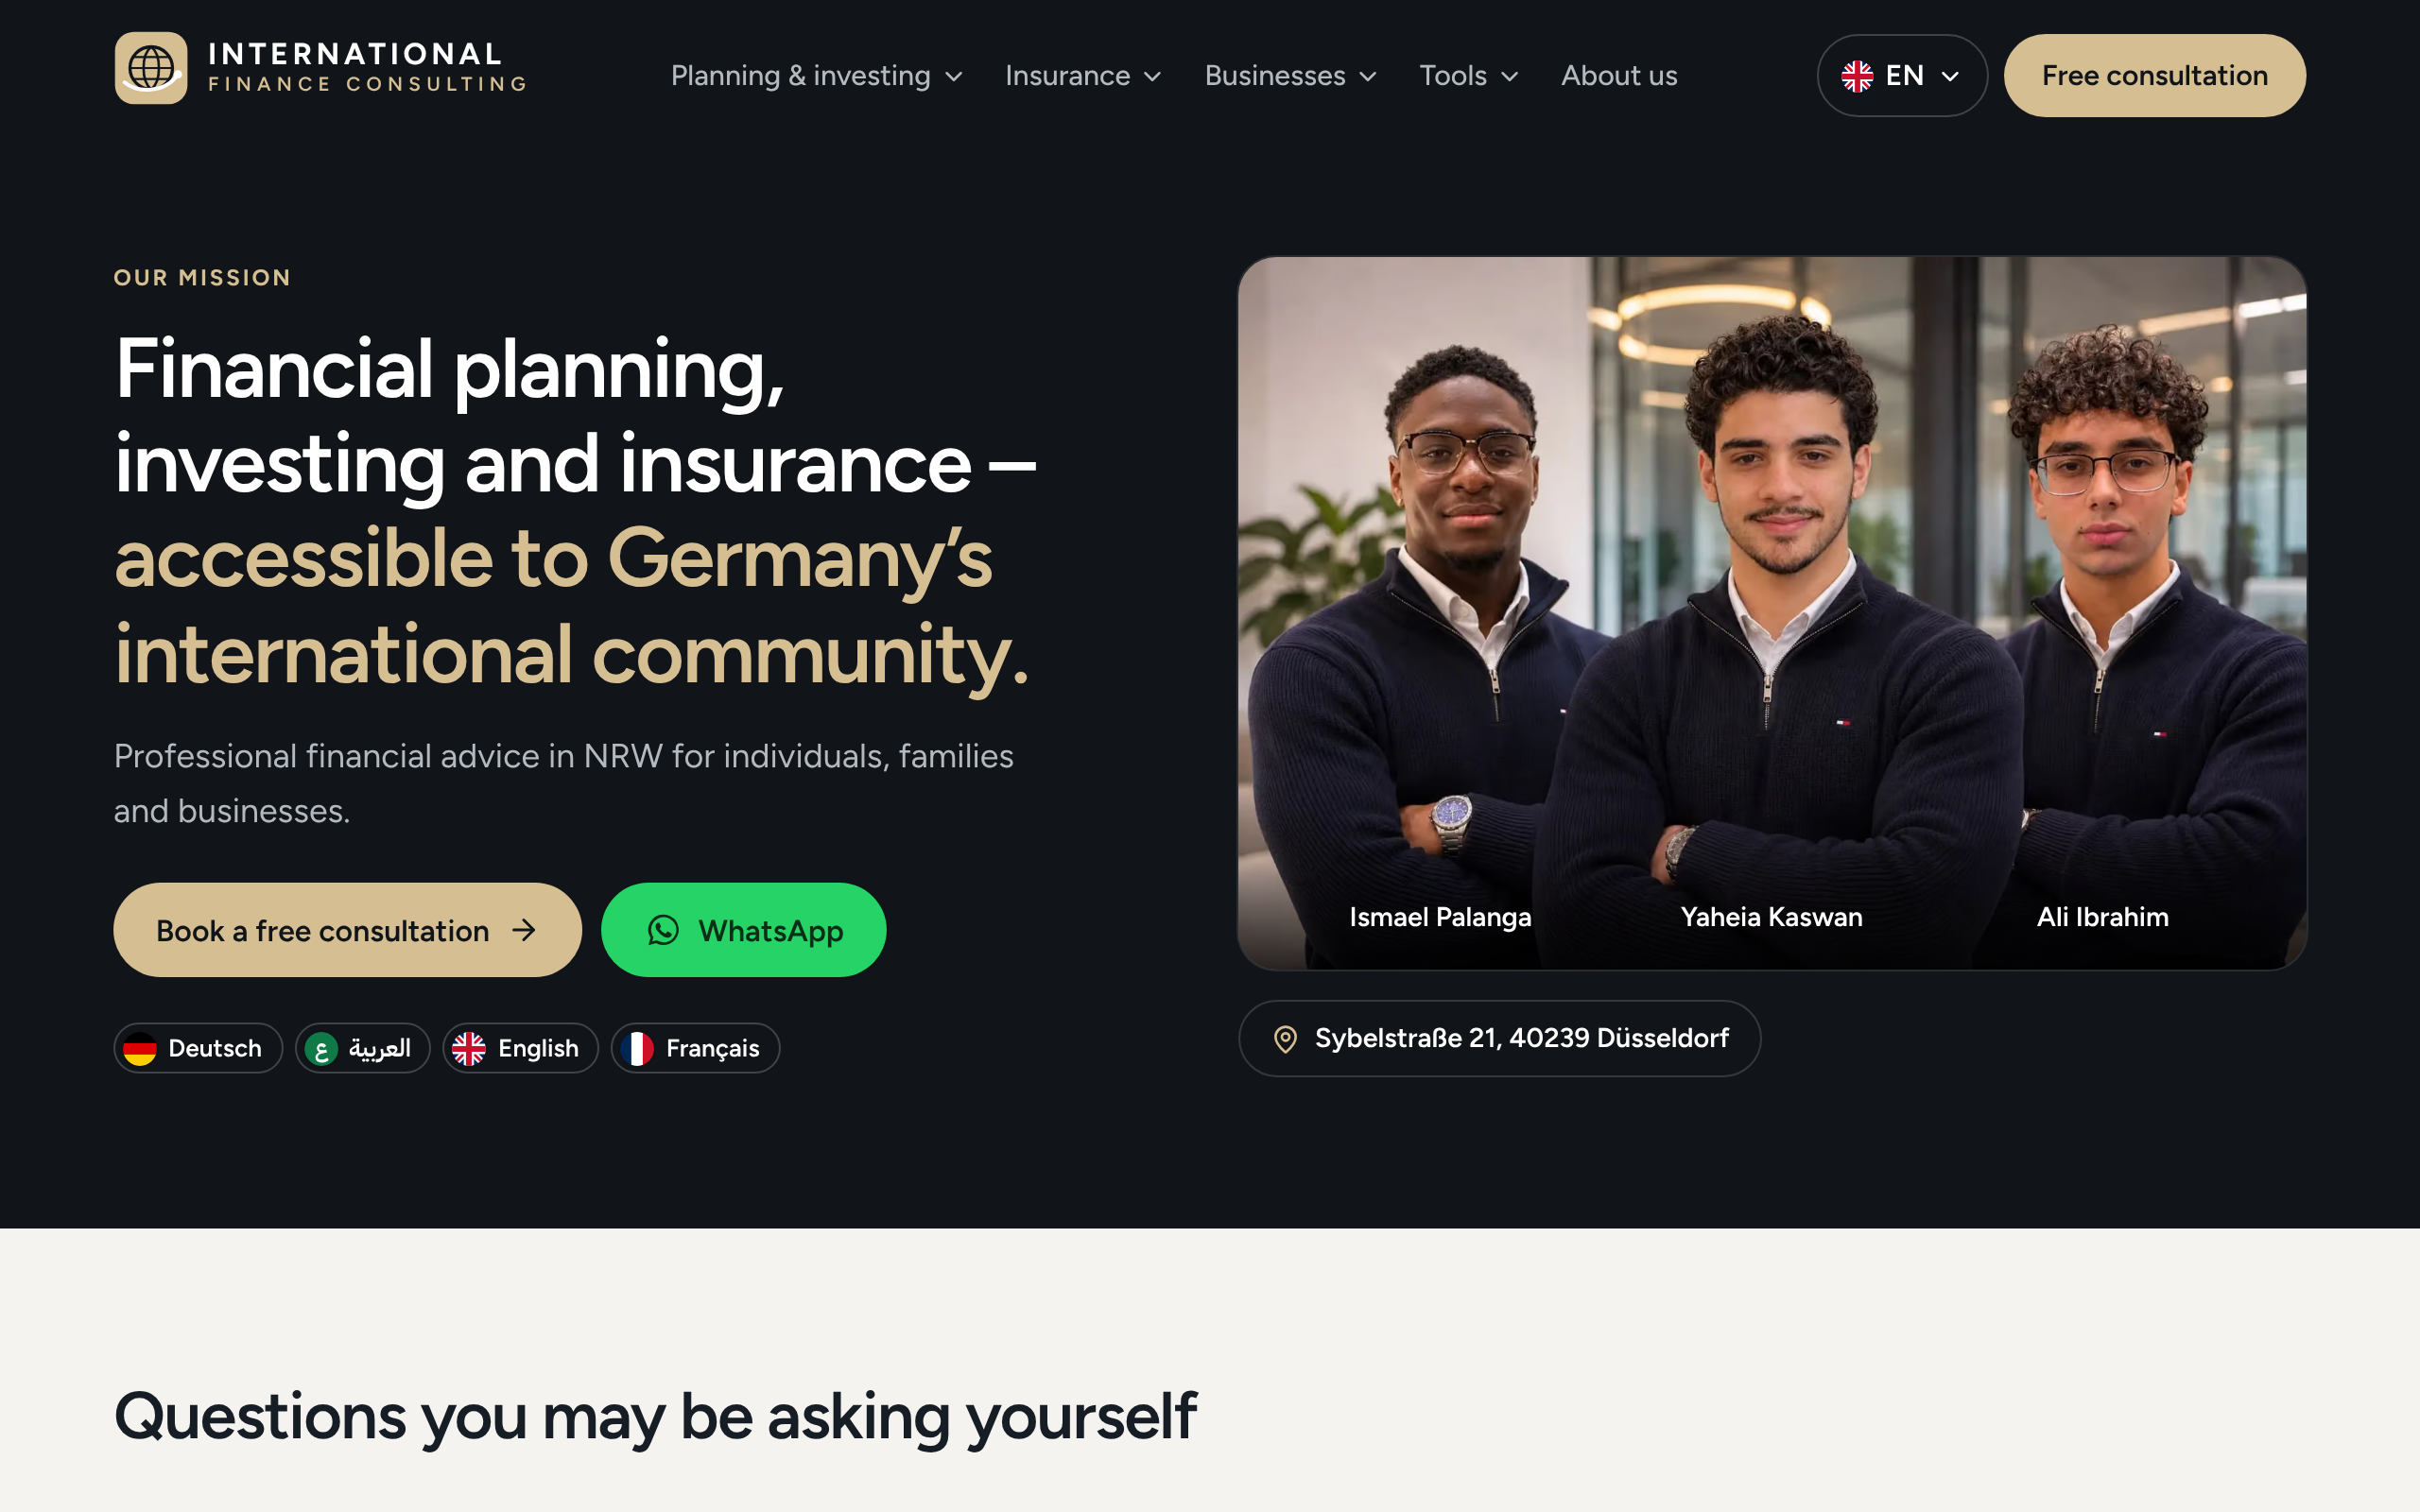 INTERNATIONAL
FINANCE CONSULTING
Planning & investing
Insurance
Businesses
Tools
About us
EN
Free consultation
OUR MISSION
Financial planning,
investing and insurance –
accessible to Germany’s
international community.
Professional financial advice in NRW for individuals, families
and businesses.
Book a free consultation →
WhatsApp
Deutsch
ع العربية
English
Français
Ismael Palanga
Yaheia Kaswan
Ali Ibrahim
Sybelstraße 21, 40239 Düsseldorf
Questions you may be asking yourself